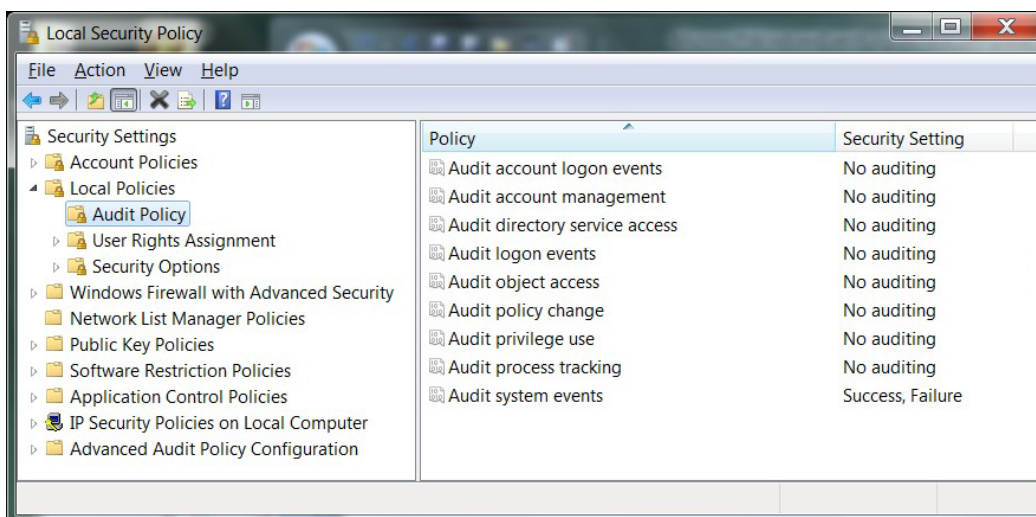 Local Security Policy
File Action View Help
Security Settings
Account Policies
Local Policies
Audit Policy
User Rights Assignment
Security Options
Windows Firewall with Advanced Security
Network List Manager Policies
Public Key Policies
Software Restriction Policies
Application Control Policies
IP Security Policies on Local Computer
Advanced Audit Policy Configuration
Policy Security Setting
Audit account logon events No auditing
Audit account management No auditing
Audit directory service access No auditing
Audit logon events No auditing
Audit object access No auditing
Audit policy change No auditing
Audit privilege use No auditing
Audit process tracking No auditing
Audit system events Success, Failure